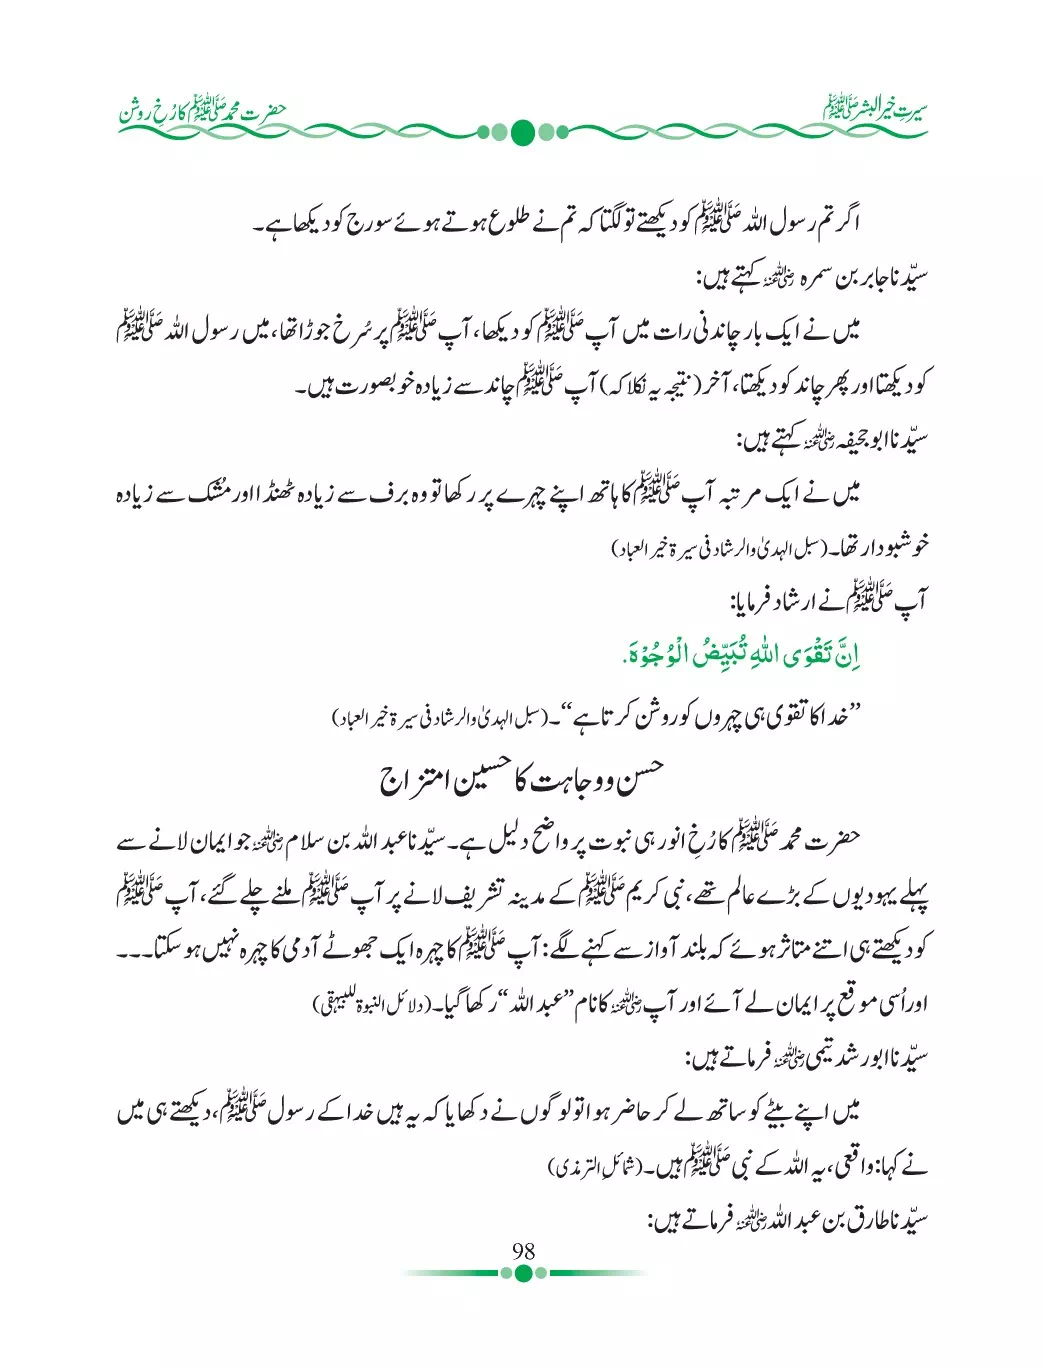 سیرتِ خیر البشر ﷺ
حضرت محمد ﷺ کا رُخِ روشن
اگر تم رسول اللہ ﷺ کو دیکھتے تو لگتا کہ تم نے طلوع ہوتے ہوئے سورج کو دیکھا ہے۔
سیّدنا جابر بن سمرہ رضی اللہ عنہ کہتے ہیں:
میں نے ایک بار چاندنی رات میں آپ ﷺ کو دیکھا، آپ ﷺ پر سُرخ جوڑا تھا، میں رسول اللہ ﷺ
کو دیکھتا اور پھر چاند کو دیکھتا، آخر (نتیجہ یہ نکلا کہ) آپ ﷺ چاند سے زیادہ خوبصورت ہیں۔
سیّدنا ابو جحیفہ رضی اللہ عنہ کہتے ہیں:
میں نے ایک مرتبہ آپ ﷺ کا ہاتھ اپنے چہرے پر رکھا تو وہ برف سے زیادہ ٹھنڈا اور مُشک سے زیادہ
خوشبودار تھا۔ (سبل الہدیٰ والرشاد فی سیرۃ خیر العباد)
آپ ﷺ نے ارشاد فرمایا:
اِنَّ تَقْوَی اللّٰہِ تُبَیِّضُ الْوُجُوْہَ.
’’خدا کا تقویٰ ہی چہروں کو روشن کرتا ہے‘‘۔ (سبل الہدیٰ والرشاد فی سیرۃ خیر العباد)
حسن و وجاہت کا حسین امتزاج
حضرت محمد ﷺ کا رُخِ انور ہی نبوت پر واضح دلیل ہے۔ سیّدنا عبد اللہ بن سلام رضی اللہ عنہ جو ایمان لانے سے
پہلے یہودیوں کے بڑے عالم تھے، نبی کریم ﷺ کے مدینہ تشریف لانے پر آپ ﷺ ملنے چلے گئے، آپ ﷺ
کو دیکھتے ہی اتنے متاثر ہوئے کہ بلند آواز سے کہنے لگے: آپ ﷺ کا چہرہ ایک جھوٹے آدمی کا چہرہ نہیں ہو سکتا۔۔۔
اور اُسی موقع پر ایمان لے آئے اور آپ رضی اللہ عنہ کا نام ’’عبد اللہ‘‘ رکھا گیا۔ (دلائل النبوۃ للبیہقی)
سیّدنا ابو رشد تیمی رضی اللہ عنہ فرماتے ہیں:
میں اپنے بیٹے کو ساتھ لے کر حاضر ہوا تو لوگوں نے دکھایا کہ یہ ہیں خدا کے رسول ﷺ، دیکھتے ہی میں
نے کہا: واقعی، یہ اللہ کے نبی ﷺ ہیں۔ (شمائلِ الترمذی)
سیّدنا طارق بن عبد اللہ رضی اللہ عنہ فرماتے ہیں:
98